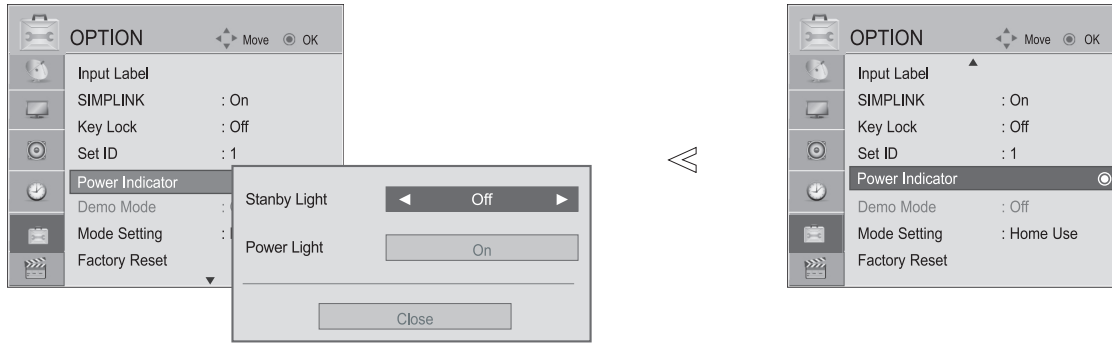 OPTION Move OK
Input Label
SIMPLINK : On
Key Lock : Off
Set ID : 1
Power Indicator
Demo Mode :
Mode Setting :
Factory Reset
Stanby Light Off
Power Light On
Close
OPTION Move OK
Input Label
SIMPLINK : On
Key Lock : Off
Set ID : 1
Power Indicator
Demo Mode : Off
Mode Setting : Home Use
Factory Reset